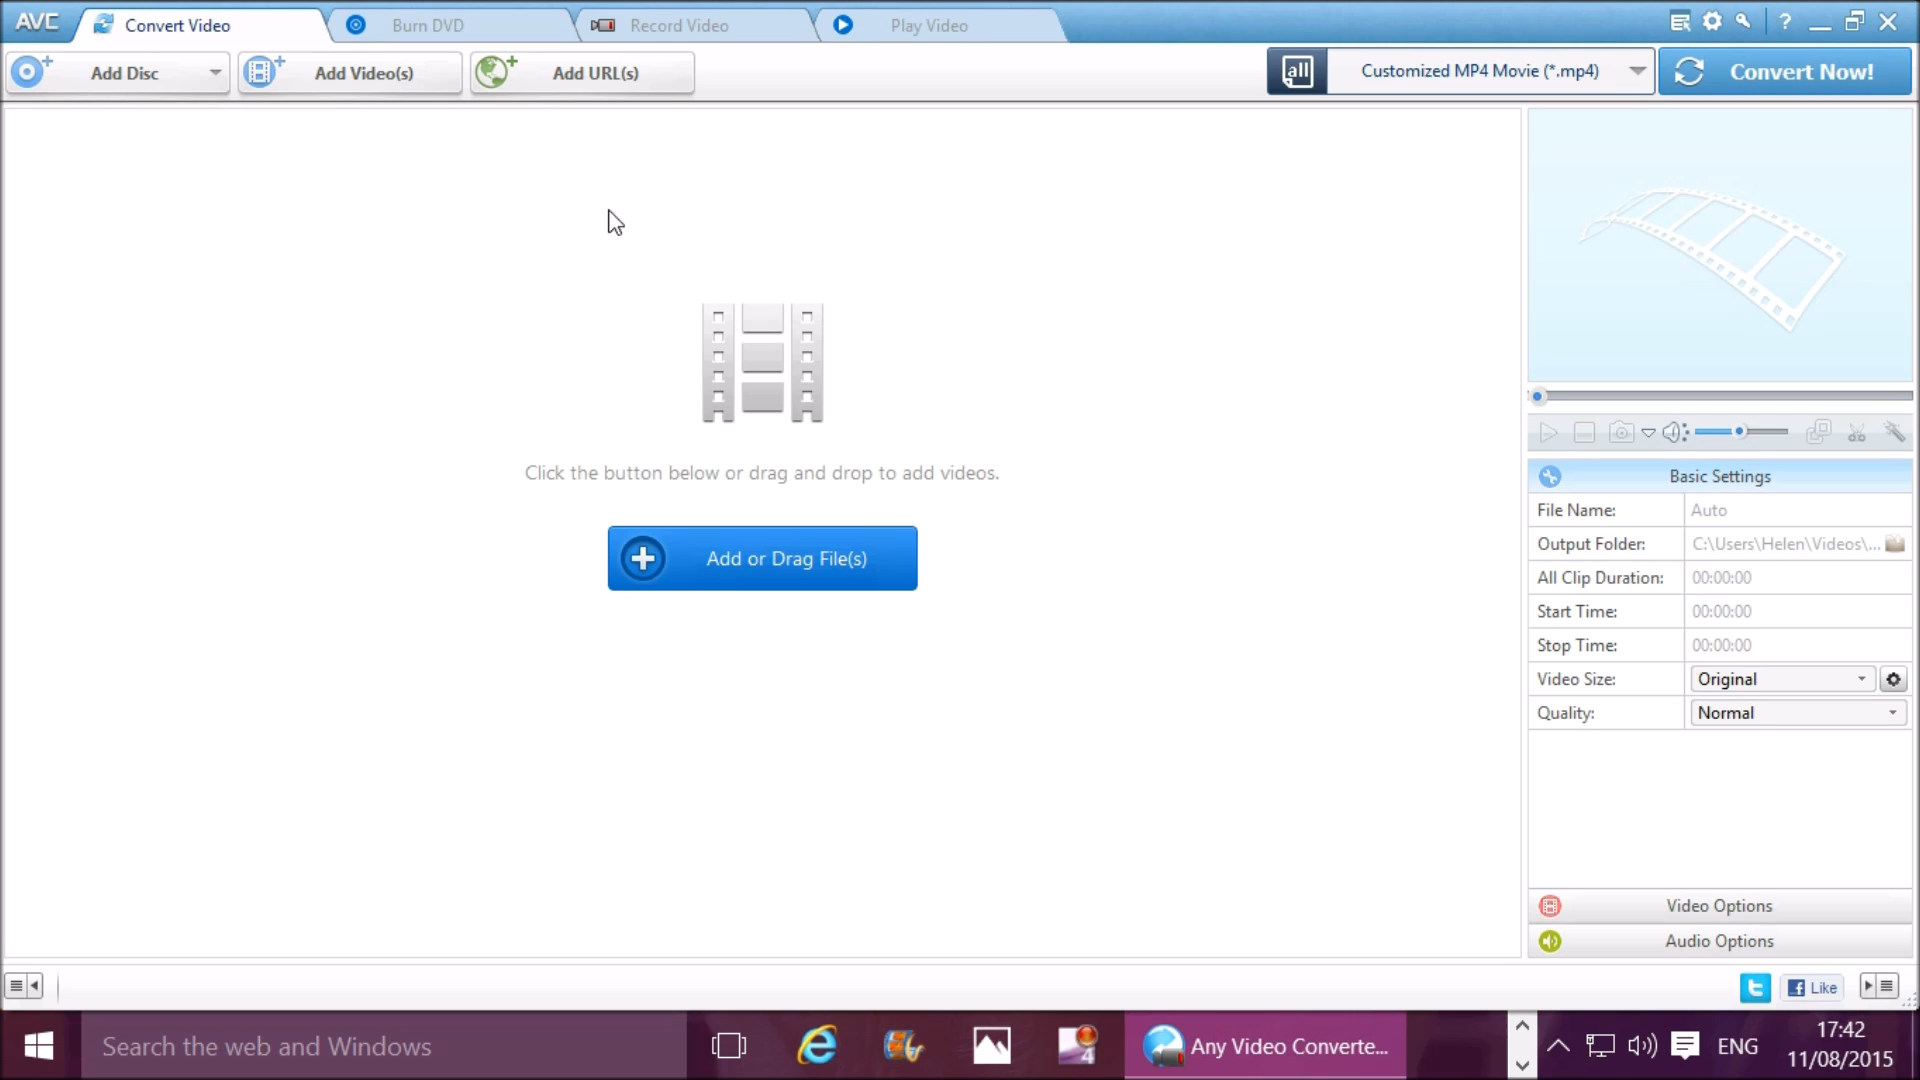 AVC
Convert Video
Burn DVD
Record Video
Play Video
?
Add Disc
Add Video(s)
Add URL(s)
all
Customized MP4 Movie (*.mp4)
Convert Now!
Click the button below or drag and drop to add videos.
Add or Drag File(s)
Basic Settings
File Name: Auto
Output Folder: C:\Users\Helen\Videos\...
All Clip Duration: 00:00:00
Start Time: 00:00:00
Stop Time: 00:00:00
Video Size: Original
Quality: Normal
Video Options
Audio Options
Like
Search the web and Windows
4
Any Video Converte...
ENG
17:42
11/08/2015